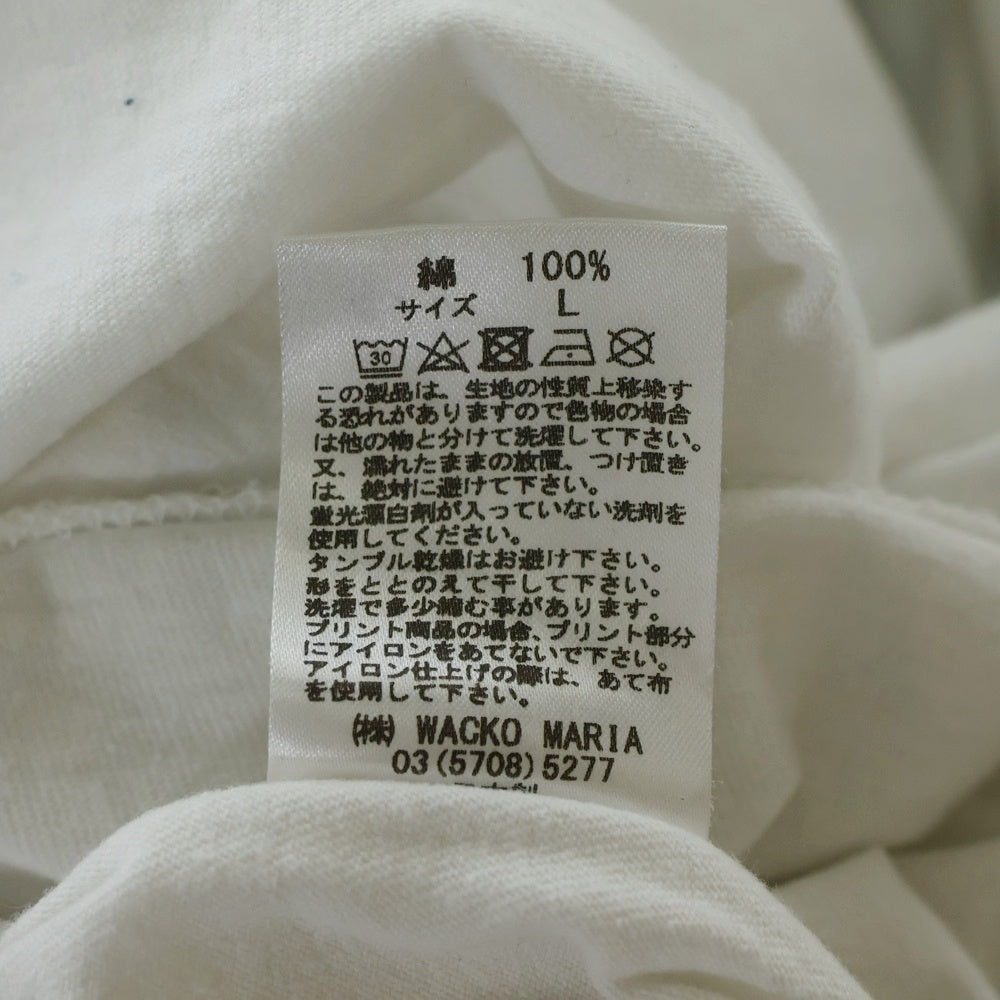 綿 100%
サイズ L
30
この製品は、生地の性質上移染す
る恐れがありますので色物の場合
は他の物と分けて洗濯して下さい。
又、濡れたままの放置、つけ置き
は、絶対に避けて下さい。
蛍光漂白剤が入っていない洗剤を
使用してください。
タンブル乾燥はお避け下さい。
形をととのえて干して下さい。
洗濯で多少縮む事があります。
プリント商品の場合、プリント部分
にアイロンをあてないで下さい。
アイロン仕上げの際は、あて布
を使用して下さい。
(株) WACKO MARIA
03(5708)5277